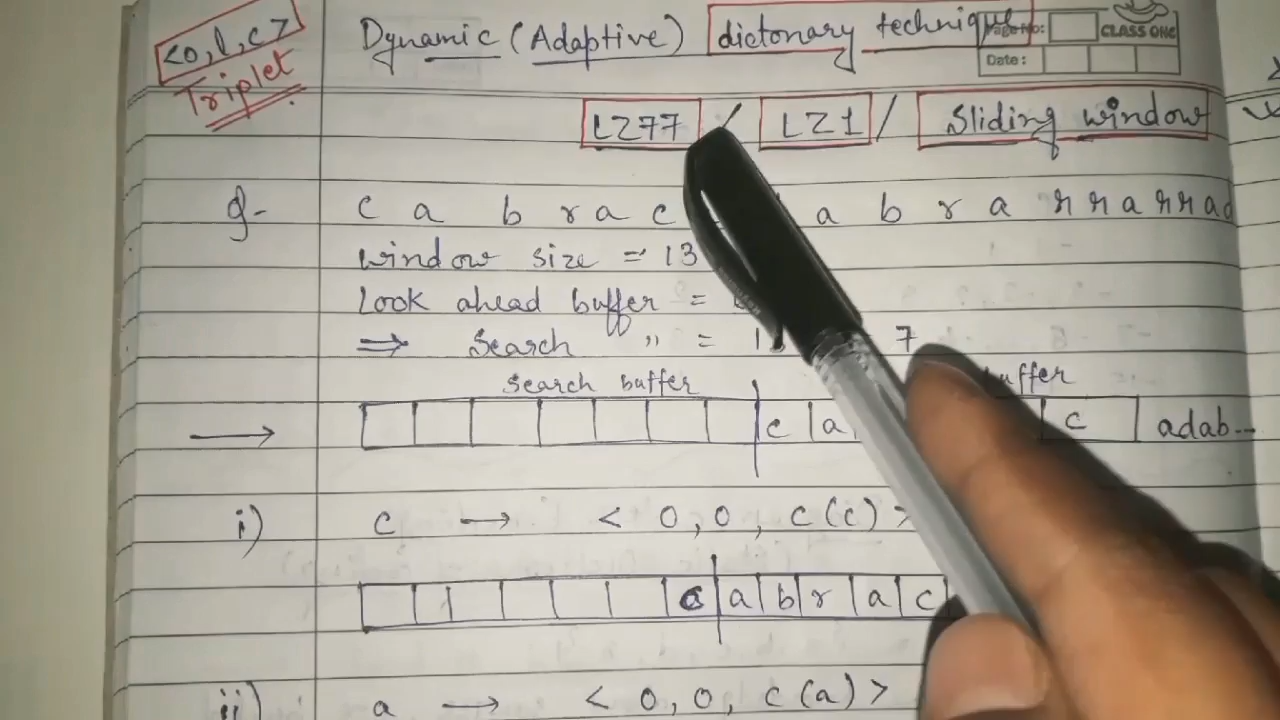 <o, l, c>
Triplet
Dynamic (Adaptive) dictonary technique
Page No:
CLASS ONE
Date:
LZ77 / LZ1 / Sliding window
Q- c a b r a c a b r a r r a r r a d
window size = 13
Look ahead buffer =
⇒ Search " = 7
Search buffer buffer
→ c a c adab...
i) c → < 0, 0, c(c) >
a b r a c
ii) a → < 0, 0, c(a) >